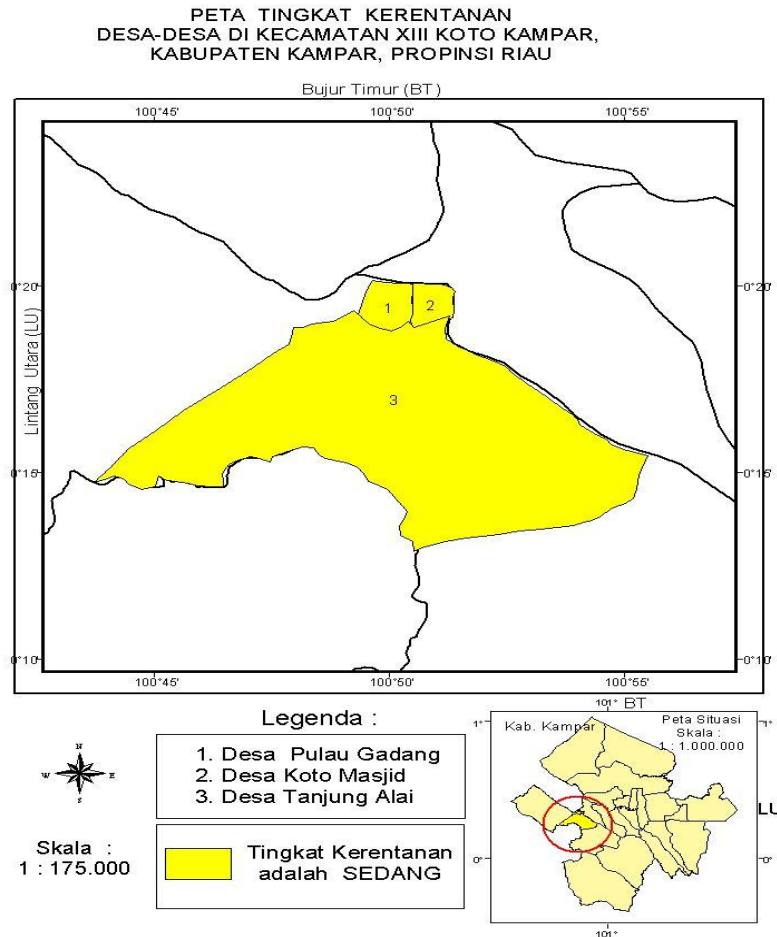 PETA TINGKAT KERENTANAN
DESA-DESA DI KECAMATAN XIII KOTO KAMPAR,
KABUPATEN KAMPAR, PROPINSI RIAU
Bujur Timur (BT)
100°45' 100°50' 100°55'
0°20' 0°20'
1 2
Lintang Utara (LU)
3
0°15' 0°15'
0°10' 0°10'
100°45' 100°50' 100°55'
Legenda :
1. Desa Pulau Gadang
2. Desa Koto Masjid
3. Desa Tanjung Alai
N
W E
S
Skala :
1 : 175.000
Tingkat Kerentanan
adalah SEDANG
101° BT
1° 1°
Kab. Kampar
Peta Situasi
Skala :
1 : 1.000.000
LU
0° 0°
101°